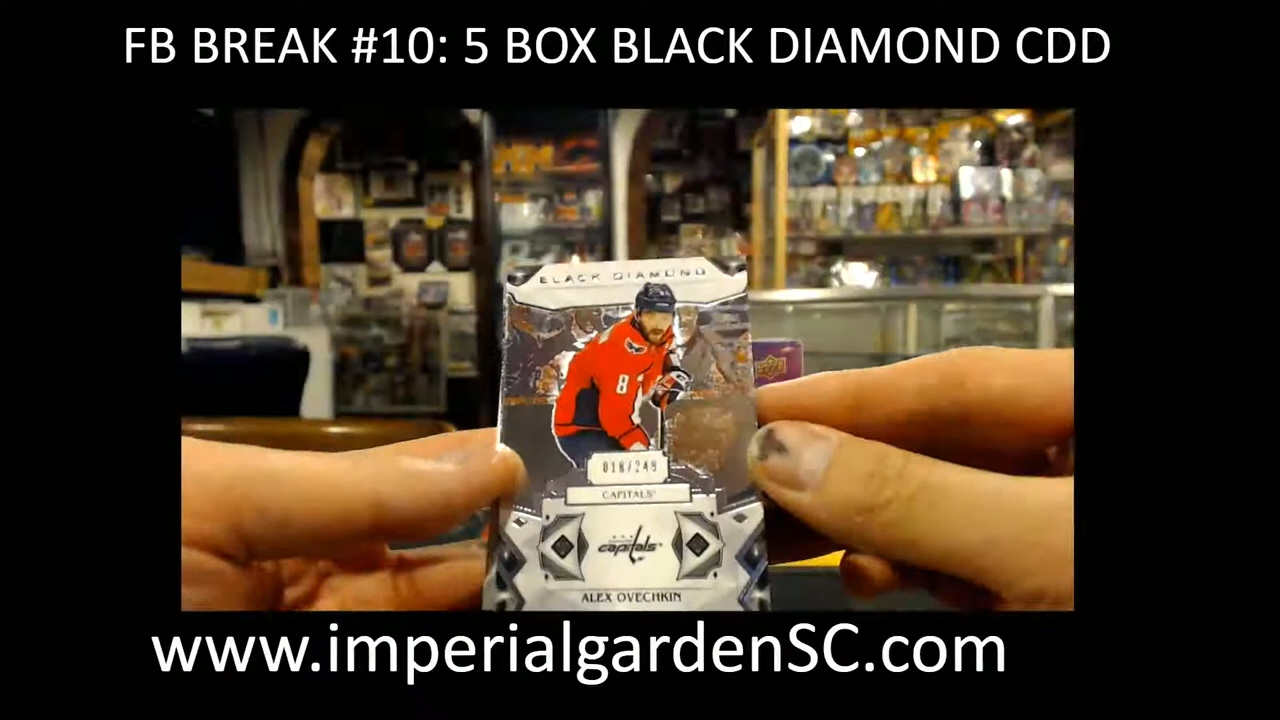 FB BREAK #10: 5 BOX BLACK DIAMOND CDD
BLACK DIAMOND
8
018/249
CAPITALS
capitals
ALEX OVECHKIN
www.imperialgardenSC.com